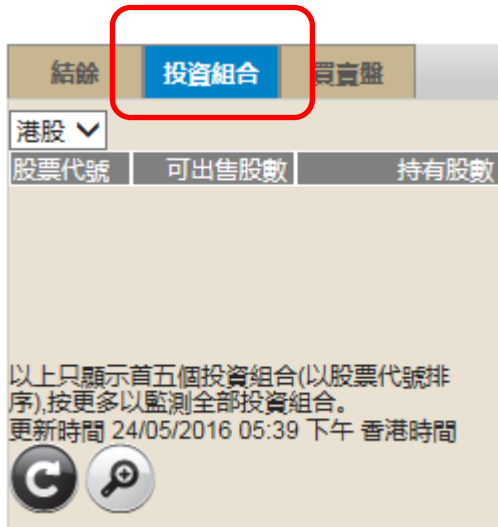 結餘 投資組合 買賣盤
港股
股票代號 可出售股數 持有股數
以上只顯示首五個投資組合(以股票代號排
序),按更多以監測全部投資組合。
更新時間 24/05/2016 05:39 下午 香港時間